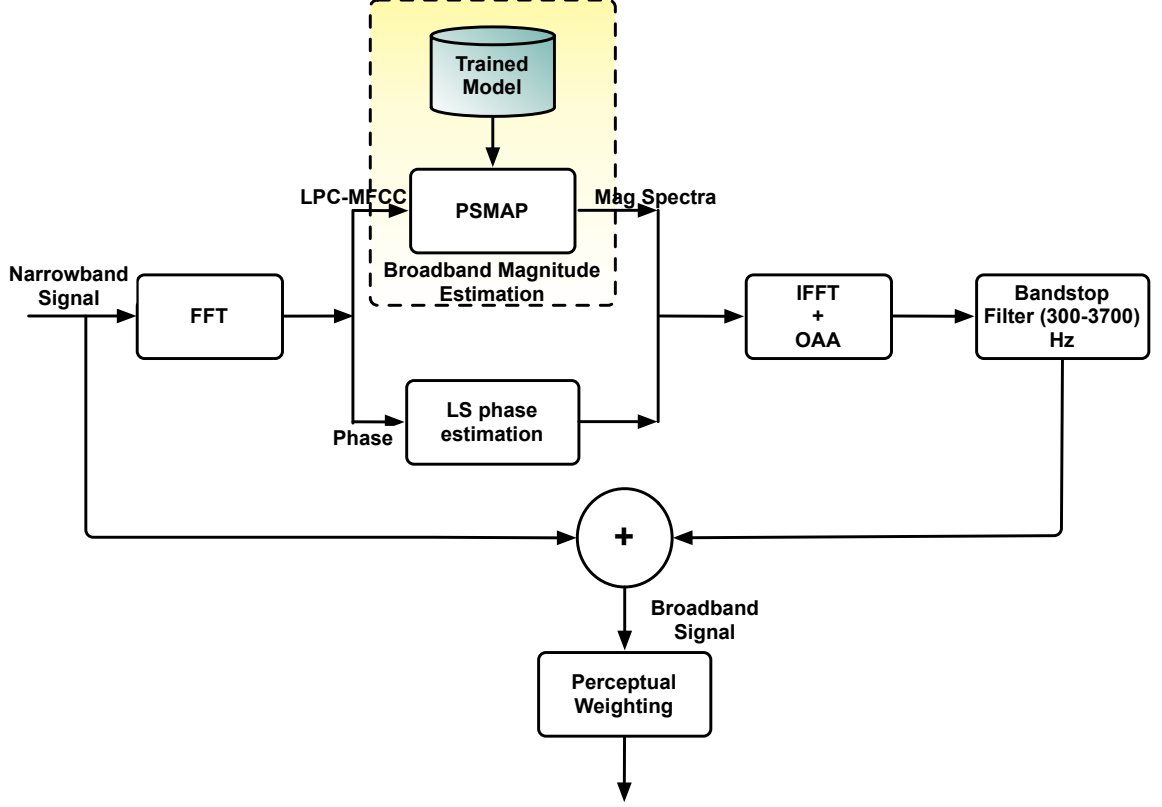 Trained
Model
LPC-MFCC
PSMAP
Mag Spectra
Broadband Magnitude
Estimation
Narrowband
Signal
FFT
IFFT
+
OAA
Bandstop
Filter (300-3700)
Hz
LS phase
estimation
Phase
+
Broadband
Signal
Perceptual
Weighting